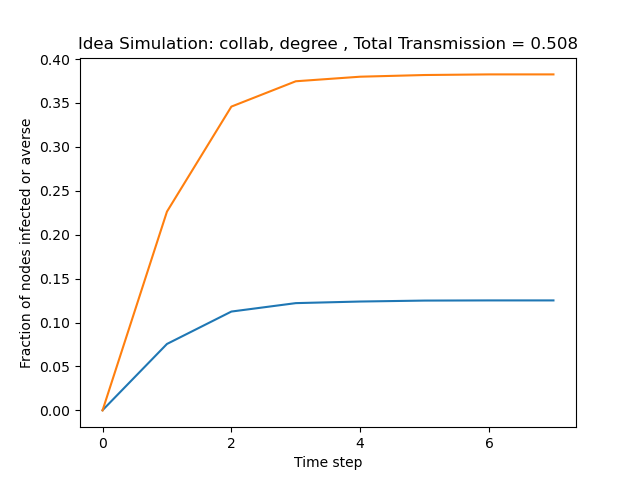 Idea Simulation: collab, degree , Total Transmission = 0.508
0.40
0.35
0.30
0.25
0.20
0.15
0.10
0.05
0.00
Fraction of nodes infected or averse
0 2 4 6
Time step